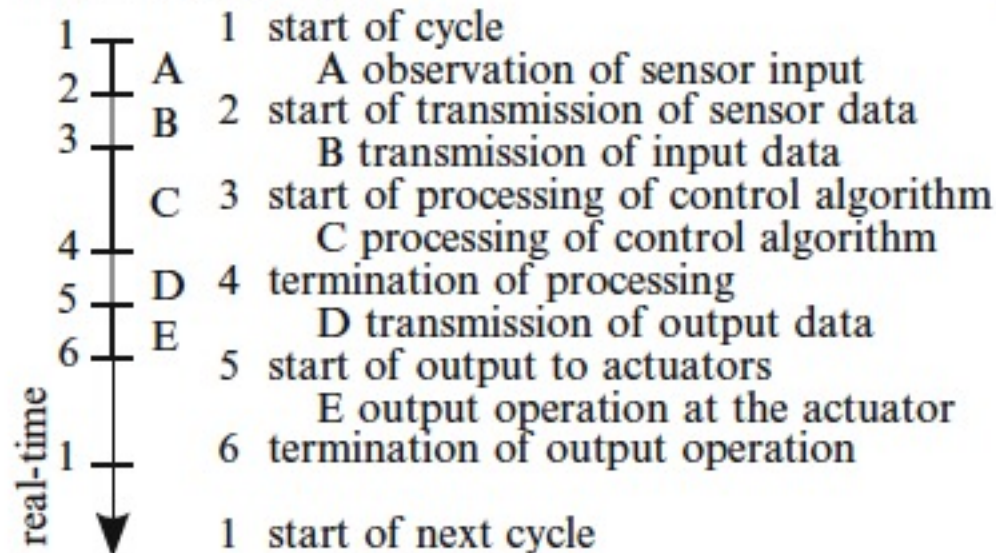 1 start of cycle
1
A
A observation of sensor input
2
2 start of transmission of sensor data
B
3
B transmission of input data
C
3 start of processing of control algorithm
C processing of control algorithm
4
D
4 termination of processing
5
D transmission of output data
E
6
5 start of output to actuators
E output operation at the actuator
real-time
1
6 termination of output operation
1 start of next cycle